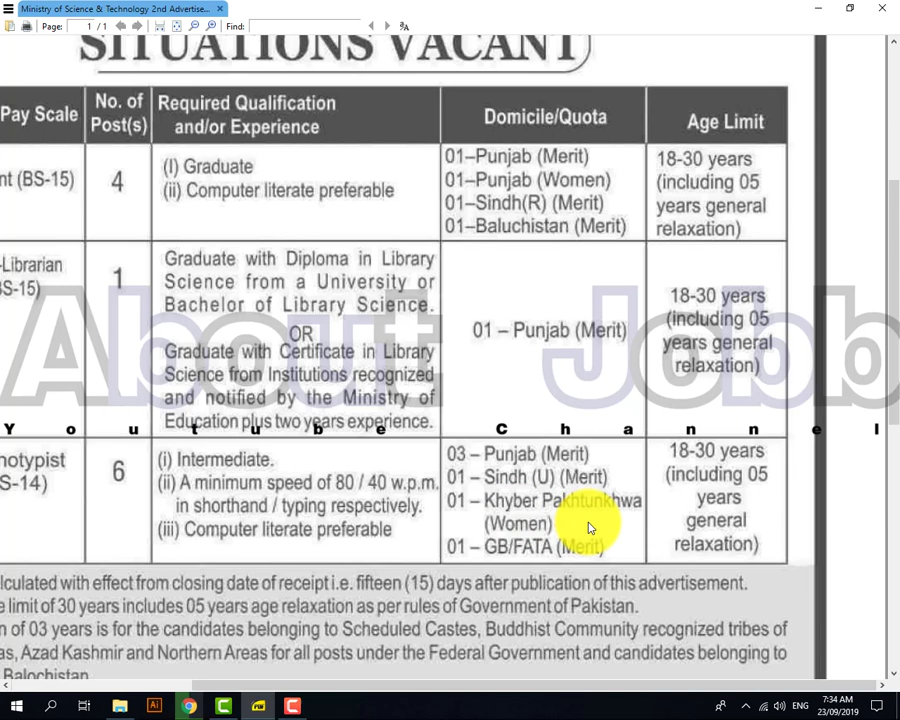 Ministry of Science & Technology 2nd Advertise...
Page: 1 / 1 Find:
SITUATIONS VACANT
Pay Scale
No. of
Post(s)
Required Qualification
and/or Experience
Domicile/Quota
Age Limit
nt (BS-15)
4
(I) Graduate
(ii) Computer literate preferable
01–Punjab (Merit)
01–Punjab (Women)
01–Sindh(R) (Merit)
01–Baluchistan (Merit)
18-30 years
(including 05
years general
relaxation)
-Librarian
BS-15)
1
Graduate with Diploma in Library
Science from a University or
Bachelor of Library Science.
OR
Graduate with Certificate in Library
Science from Institutions recognized
and notified by the Ministry of
Education plus two years experience.
01 – Punjab (Merit)
18-30 years
(including 05
years general
relaxation)
About Jobb
Youtube Channel
notypist
S-14)
6
(i) Intermediate.
(ii) A minimum speed of 80 / 40 w.p.m.
in shorthand / typing respectively.
(iii) Computer literate preferable
03 – Punjab (Merit)
01 – Sindh (U) (Merit)
01 – Khyber Pakhtunkhwa
(Women)
01 – GB/FATA (Merit)
18-30 years
(including 05
years
general
relaxation)
lculated with effect from closing date of receipt i.e. fifteen (15) days after publication of this advertisement.
e limit of 30 years includes 05 years age relaxation as per rules of Government of Pakistan.
n of 03 years is for the candidates belonging to Scheduled Castes, Buddhist Community recognized tribes of
as, Azad Kashmir and Northern Areas for all posts under the Federal Government and candidates belonging to
Balochistan.
ENG
7:34 AM
23/09/2019